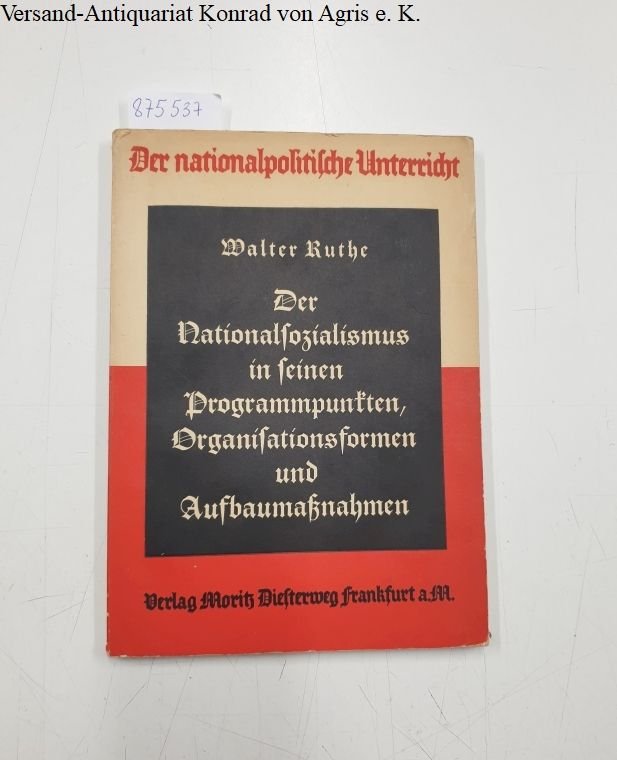 Versand-Antiquariat Konrad von Agris e. K.
875537
Der nationalpolitische Unterricht
Walter Ruthe
Der
Nationalsozialismus
in seinen
Programmpunkten,
Organisationsformen
und
Aufbaumaßnahmen
Verlag Moritz Diesterweg Frankfurt a.M.